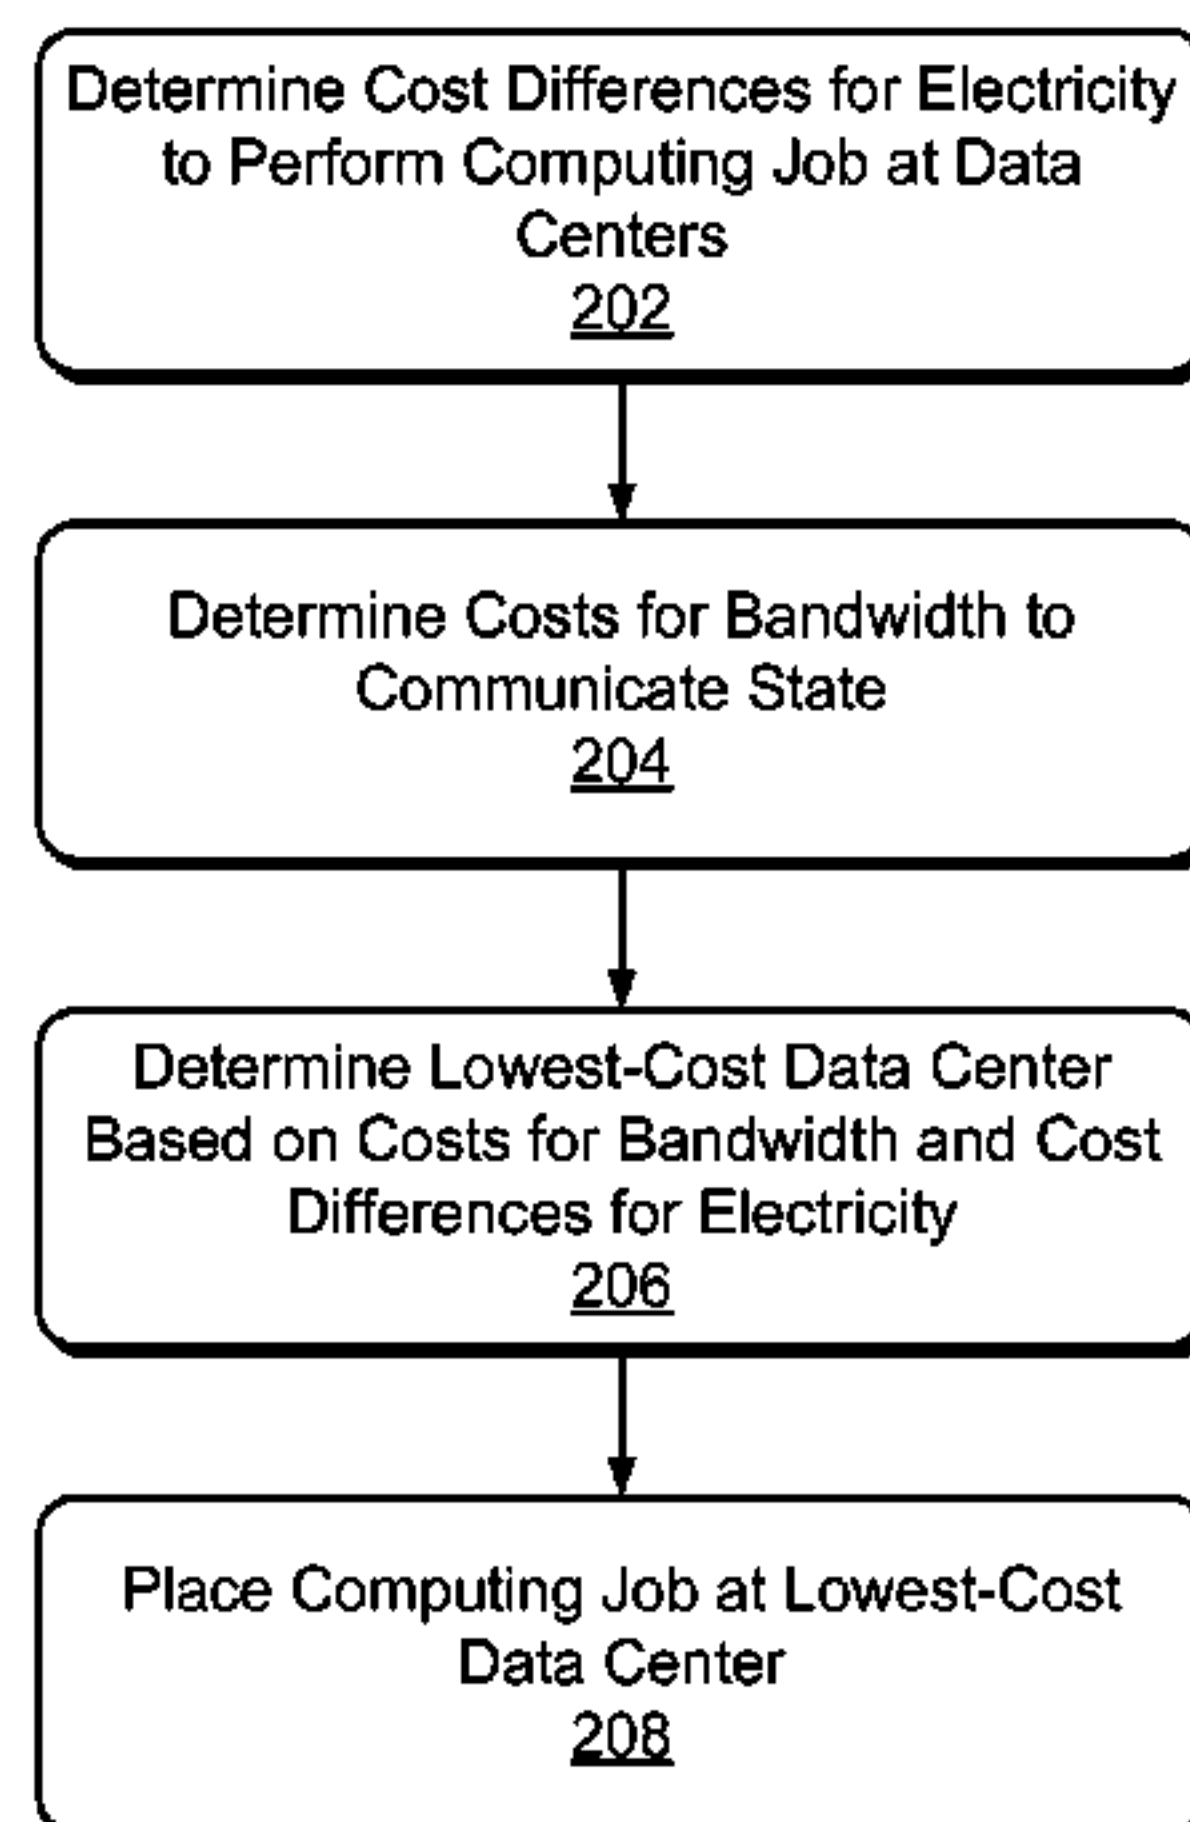 Determine Cost Differences for Electricity
to Perform Computing Job at Data
Centers
202
Determine Costs for Bandwidth to
Communicate State
204
Determine Lowest-Cost Data Center
Based on Costs for Bandwidth and Cost
Differences for Electricity
206
Place Computing Job at Lowest-Cost
Data Center
208